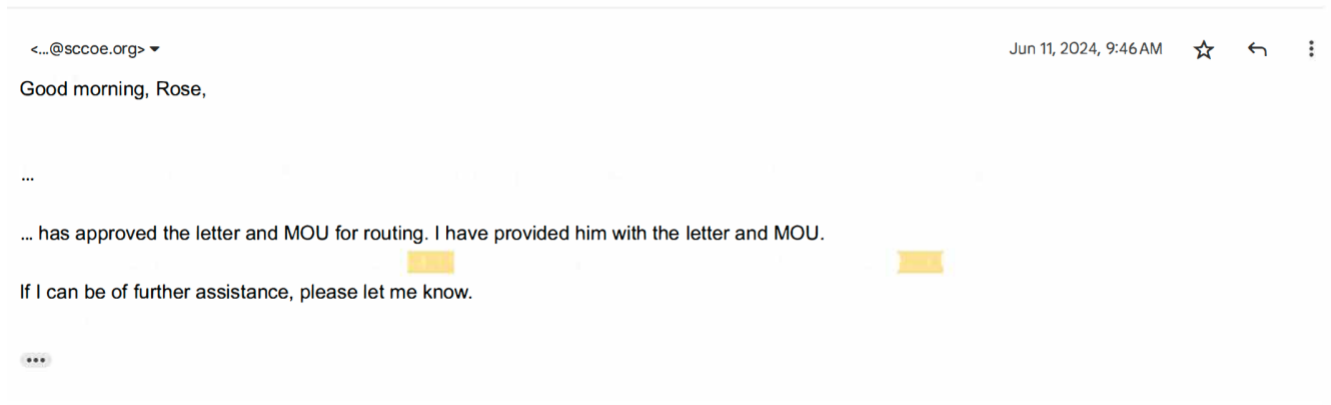 <...@sccoe.org>
Jun 11, 2024, 9:46 AM
Good morning, Rose,
...
... has approved the letter and MOU for routing. I have provided him with the letter and MOU.
If I can be of further assistance, please let me know.